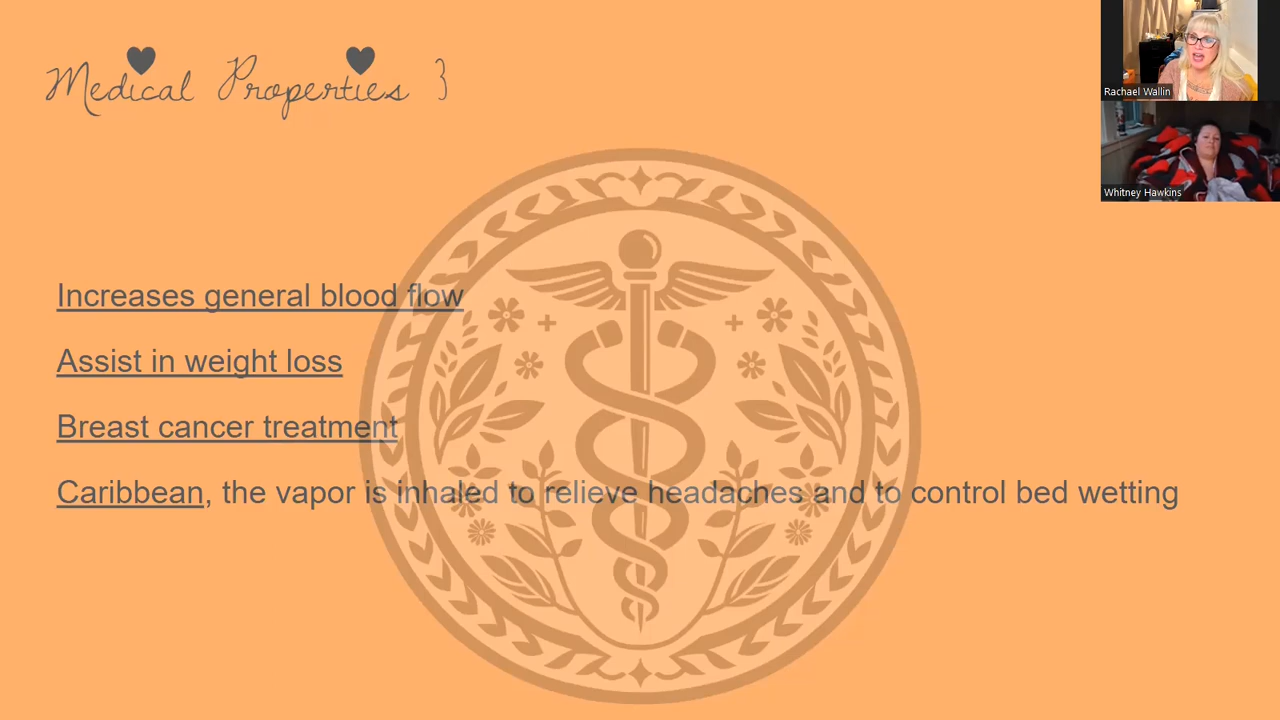 Medical Properties }
Rachael Wallin
Whitney Hawkins
Increases general blood flow
Assist in weight loss
Breast cancer treatment
Caribbean, the vapor is inhaled to relieve headaches and to control bed wetting